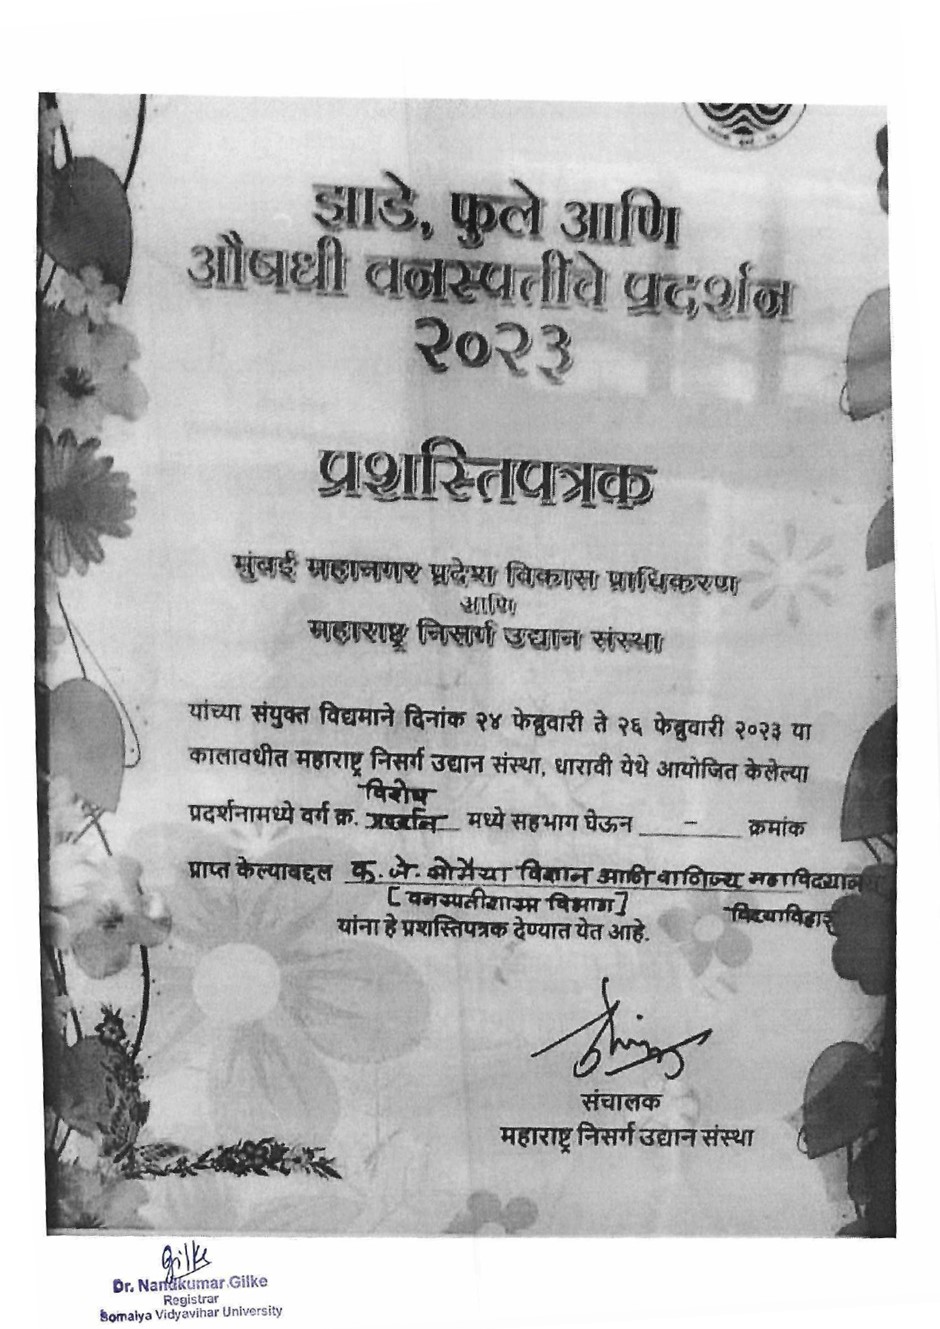 झाडे, फुले आणि
औषधी वनस्पतींचे प्रदर्शन
२०२३
प्रशस्तिपत्रक
मुंबई महानगर प्रदेश विकास प्राधिकरण
आणि
महाराष्ट्र निसर्ग उद्यान संस्था
यांच्या संयुक्त विद्यमाने दिनांक २४ फेब्रुवारी ते २६ फेब्रुवारी २०२३ या
कालावधीत महाराष्ट्र निसर्ग उद्यान संस्था, धारावी येथे आयोजित केलेल्या
विशेष
प्रदर्शनामध्ये वर्ग क्र. प्रदर्शन मध्ये सहभाग घेऊन – क्रमांक
प्राप्त केल्याबद्दल क. जे. सोमैया विज्ञान आणि वाणिज्य महाविद्यालय
[वनस्पतीशास्त्र विभाग] विद्याविहार
यांना हे प्रशस्तिपत्रक देण्यात येत आहे.
संचालक
महाराष्ट्र निसर्ग उद्यान संस्था
Gilke
Dr. Nandkumar Gilke
Registrar
Somaiya Vidyavihar University